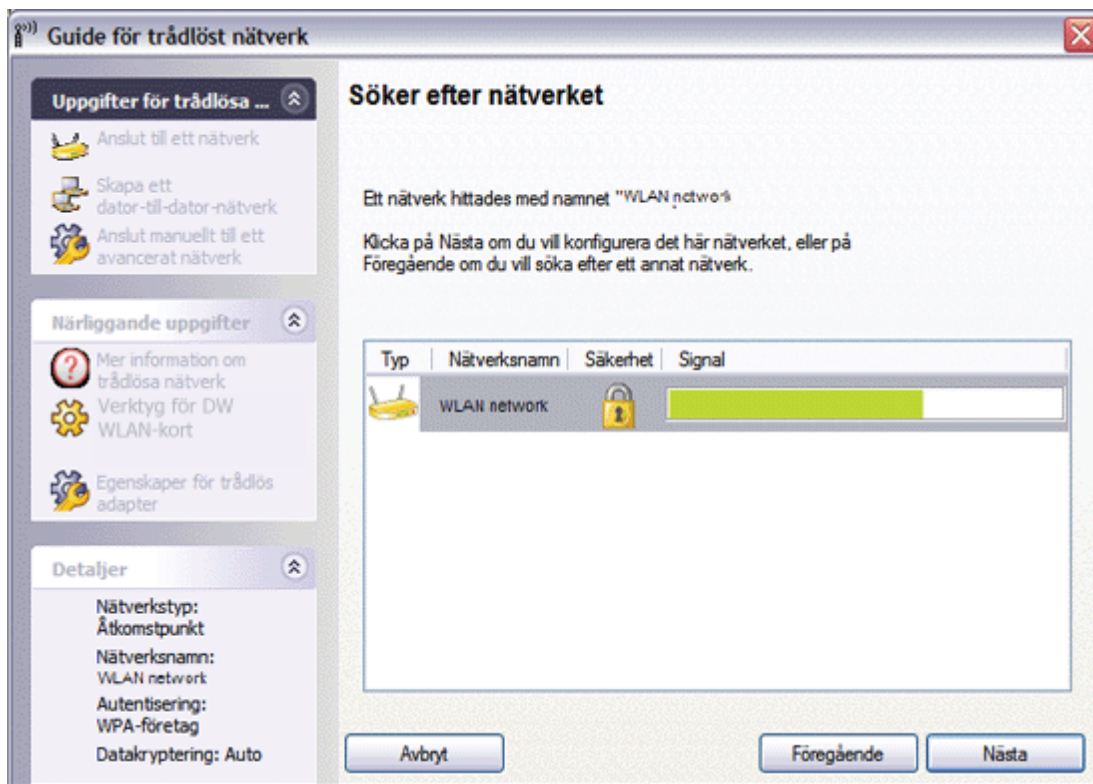 Guide för trådlöst nätverk
Uppgifter för trådlösa ...
Anslut till ett nätverk
Skapa ett
dator-till-dator-nätverk
Anslut manuellt till ett
avancerat nätverk
Närliggande uppgifter
Mer information om
trådlösa nätverk
Verktyg för DW
WLAN-kort
Egenskaper för trådlös
adapter
Detaljer
Nätverkstyp:
Åtkomstpunkt
Nätverksnamn:
WLAN network
Autentisering:
WPA-företag
Datakryptering: Auto
Söker efter nätverket
Ett nätverk hittades med namnet "WLAN
Klicka på Nästa om du vill konfigurera det här nätverket, eller på
Föregående om du vill söka efter ett annat nätverk.
Typ Nätverksnamn Säkerhet Signal
WLAN network
Avbryt Föregående Nästa